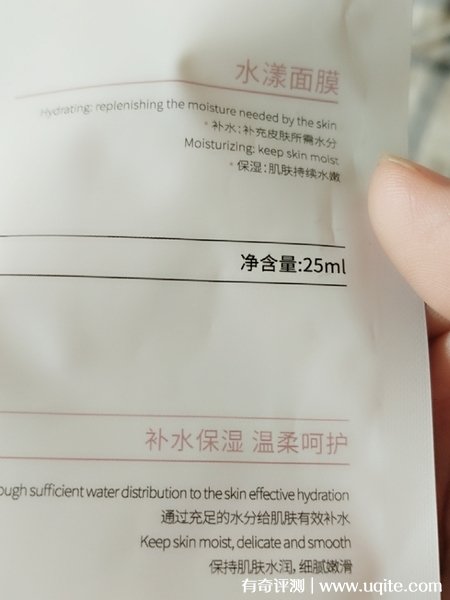 水漾面膜
Hydrating: replenishing the moisture needed by the skin
• 补水: 补充皮肤所需水分
Moisturizing: keep skin moist
• 保湿: 肌肤持续水嫩
净含量:25ml
补水保湿 温柔呵护
sufficient water distribution to the skin effective hydration
通过充足的水分给肌肤有效补水
Keep skin moist, delicate and smooth
保持肌肤水润, 细腻嫩滑
有奇评测 | www.uqite.com